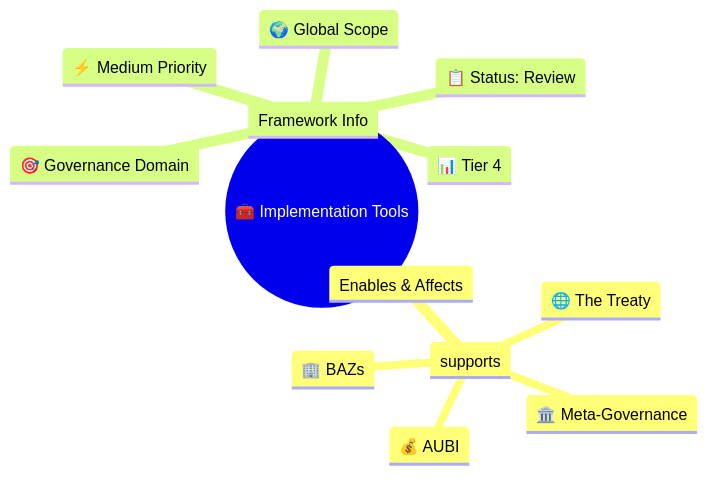 🌍 Global Scope
⚡ Medium Priority
📋 Status: Review
Framework Info
🎯 Governance Domain
📊 Tier 4
🧰 Implementation Tools
Enables & Affects
🌐 The Treaty
supports
🏢 BAZs
🏛️ Meta-Governance
💰 AUBI